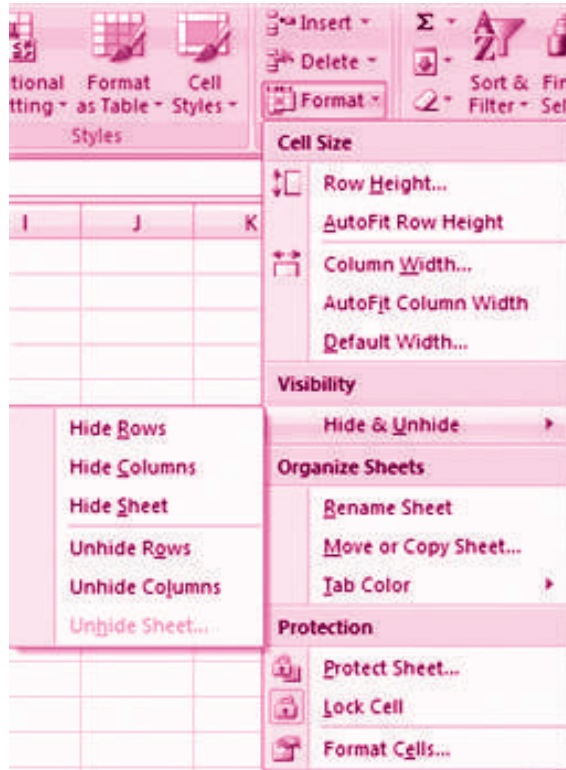 Insert
Delete
Format
Σ
tional
tting
Format
as Table
Cell
Styles
Sort &
Filter
Fin
Sel
Styles
I J K
Cell Size
Row Height...
AutoFit Row Height
Column Width...
AutoFit Column Width
Default Width...
Visibility
Hide & Unhide
Hide Rows
Hide Columns
Hide Sheet
Unhide Rows
Unhide Columns
Unhide Sheet...
Organize Sheets
Rename Sheet
Move or Copy Sheet...
Tab Color
Protection
Protect Sheet...
Lock Cell
Format Cells...